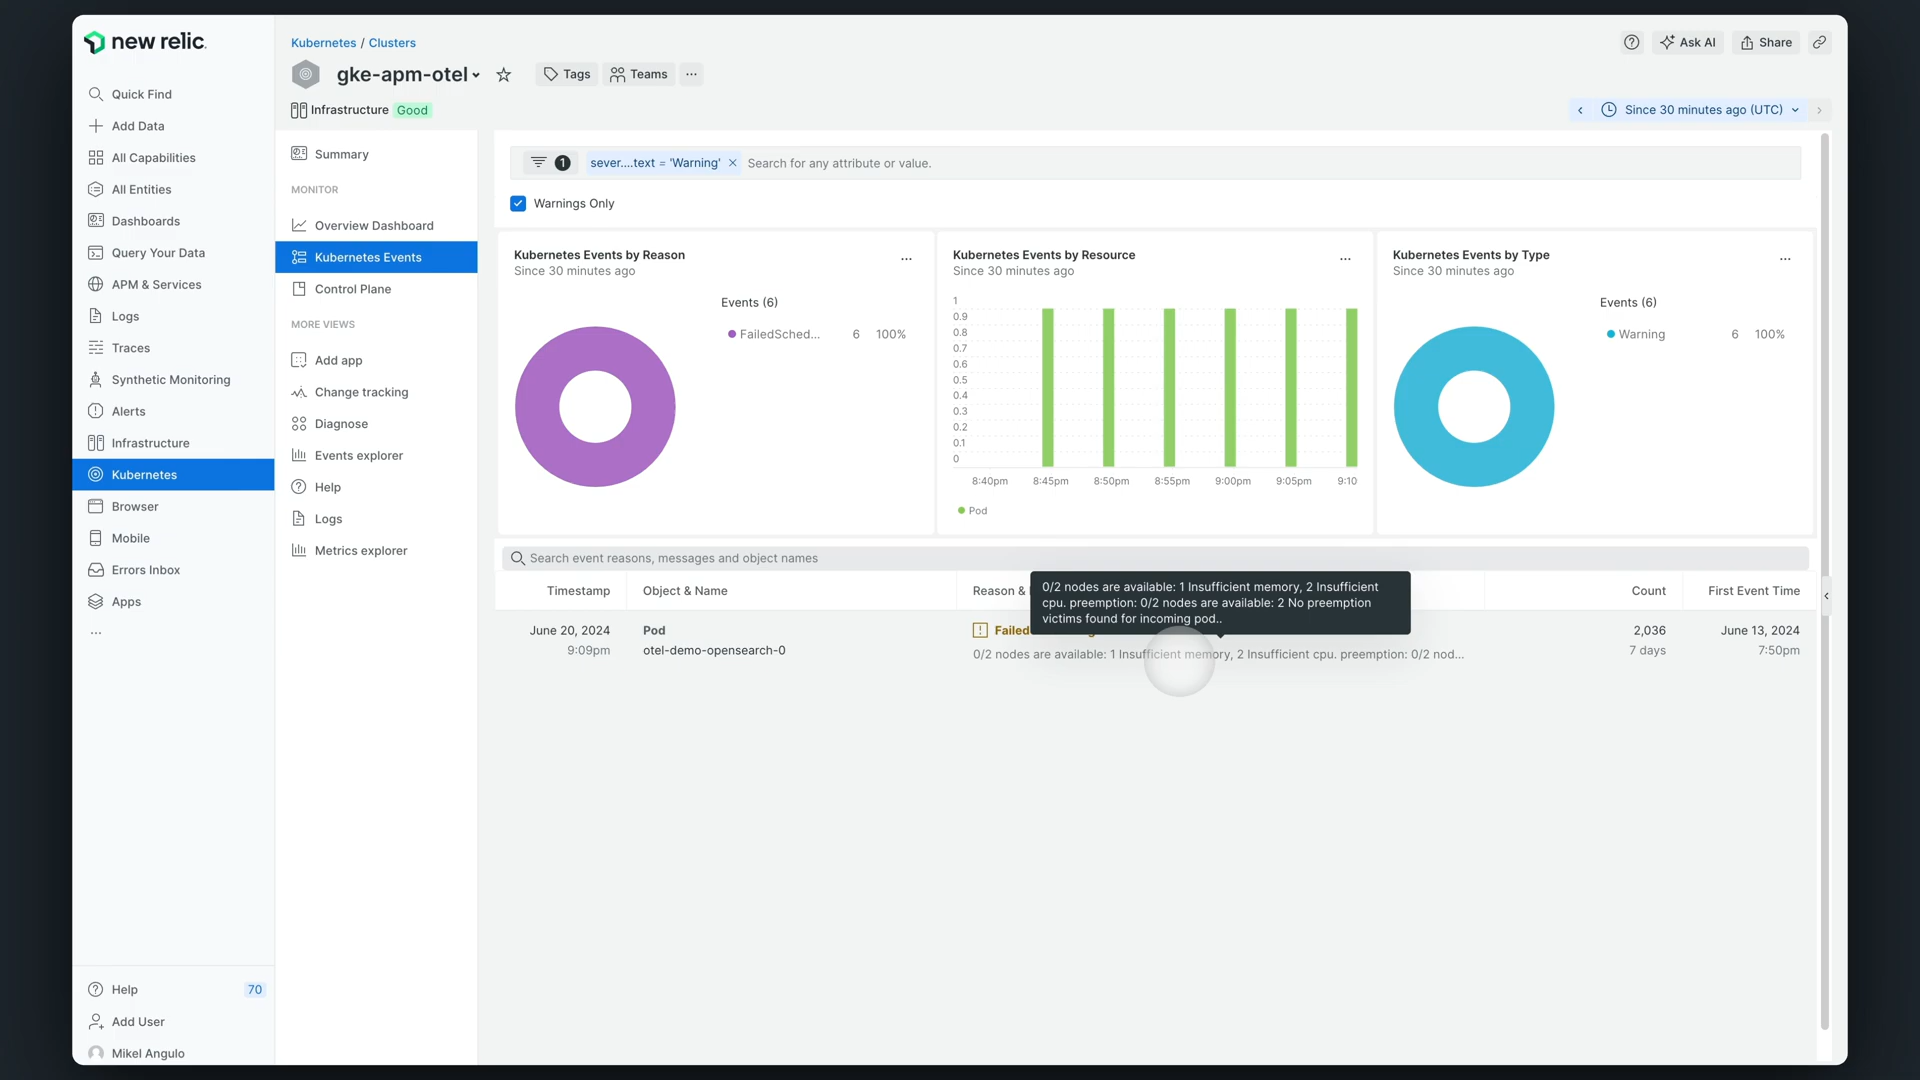 new relic.
Quick Find
Add Data
All Capabilities
All Entities
Dashboards
Query Your Data
APM & Services
Logs
Traces
Synthetic Monitoring
Alerts
Infrastructure
Kubernetes
Browser
Mobile
Errors Inbox
Apps
...
Help 70
Add User
Mikel Angulo
Kubernetes / Clusters
gke-apm-otel
Tags
Teams
...
Infrastructure Good
Ask AI
Share
Since 30 minutes ago (UTC)
Summary
MONITOR
Overview Dashboard
Kubernetes Events
Control Plane
MORE VIEWS
Add app
Change tracking
Diagnose
Events explorer
Help
Logs
Metrics explorer
1 sever....text = 'Warning' × Search for any attribute or value.
Warnings Only
Kubernetes Events by Reason
Since 30 minutes ago
...
Events (6)
FailedSched... 6 100%
Kubernetes Events by Resource
Since 30 minutes ago
...
1
0.9
0.8
0.7
0.6
0.5
0.4
0.3
0.2
0.1
0
8:40pm 8:45pm 8:50pm 8:55pm 9:00pm 9:05pm 9:10
Pod
Kubernetes Events by Type
Since 30 minutes ago
...
Events (6)
Warning 6 100%
Search event reasons, messages and object names
Timestamp Object & Name Reason & Count First Event Time
0/2 nodes are available: 1 Insufficient memory, 2 Insufficient
cpu. preemption: 0/2 nodes are available: 2 No preemption
victims found for incoming pod..
June 20, 2024 Pod Failed 2,036 June 13, 2024
9:09pm otel-demo-opensearch-0 0/2 nodes are available: 1 Insufficient memory, 2 Insufficient cpu. preemption: 0/2 nod... 7 days 7:50pm